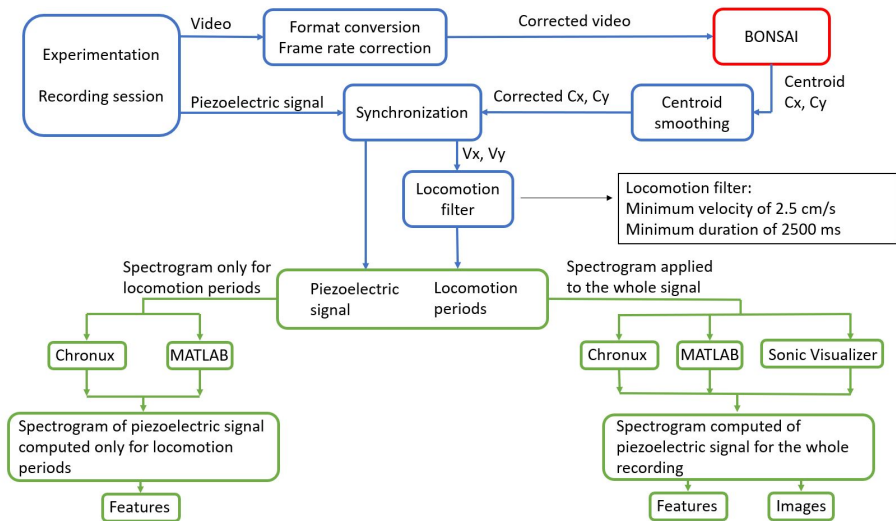 Video
Format conversion
Frame rate correction
Corrected video
BONSAI
Experimentation
Recording session
Piezoelectric signal
Synchronization
Corrected Cx, Cy
Centroid
smoothing
Centroid
Cx, Cy
Vx, Vy
Locomotion
filter
Locomotion filter:
Minimum velocity of 2.5 cm/s
Minimum duration of 2500 ms
Spectrogram only for
locomotion periods
Piezoelectric
signal
Locomotion
periods
Spectrogram applied
to the whole signal
Chronux
MATLAB
Chronux
MATLAB
Sonic Visualizer
Spectrogram of piezoelectric signal
computed only for locomotion
periods
Spectrogram computed of
piezoelectric signal for the whole
recording
Features
Features
Images